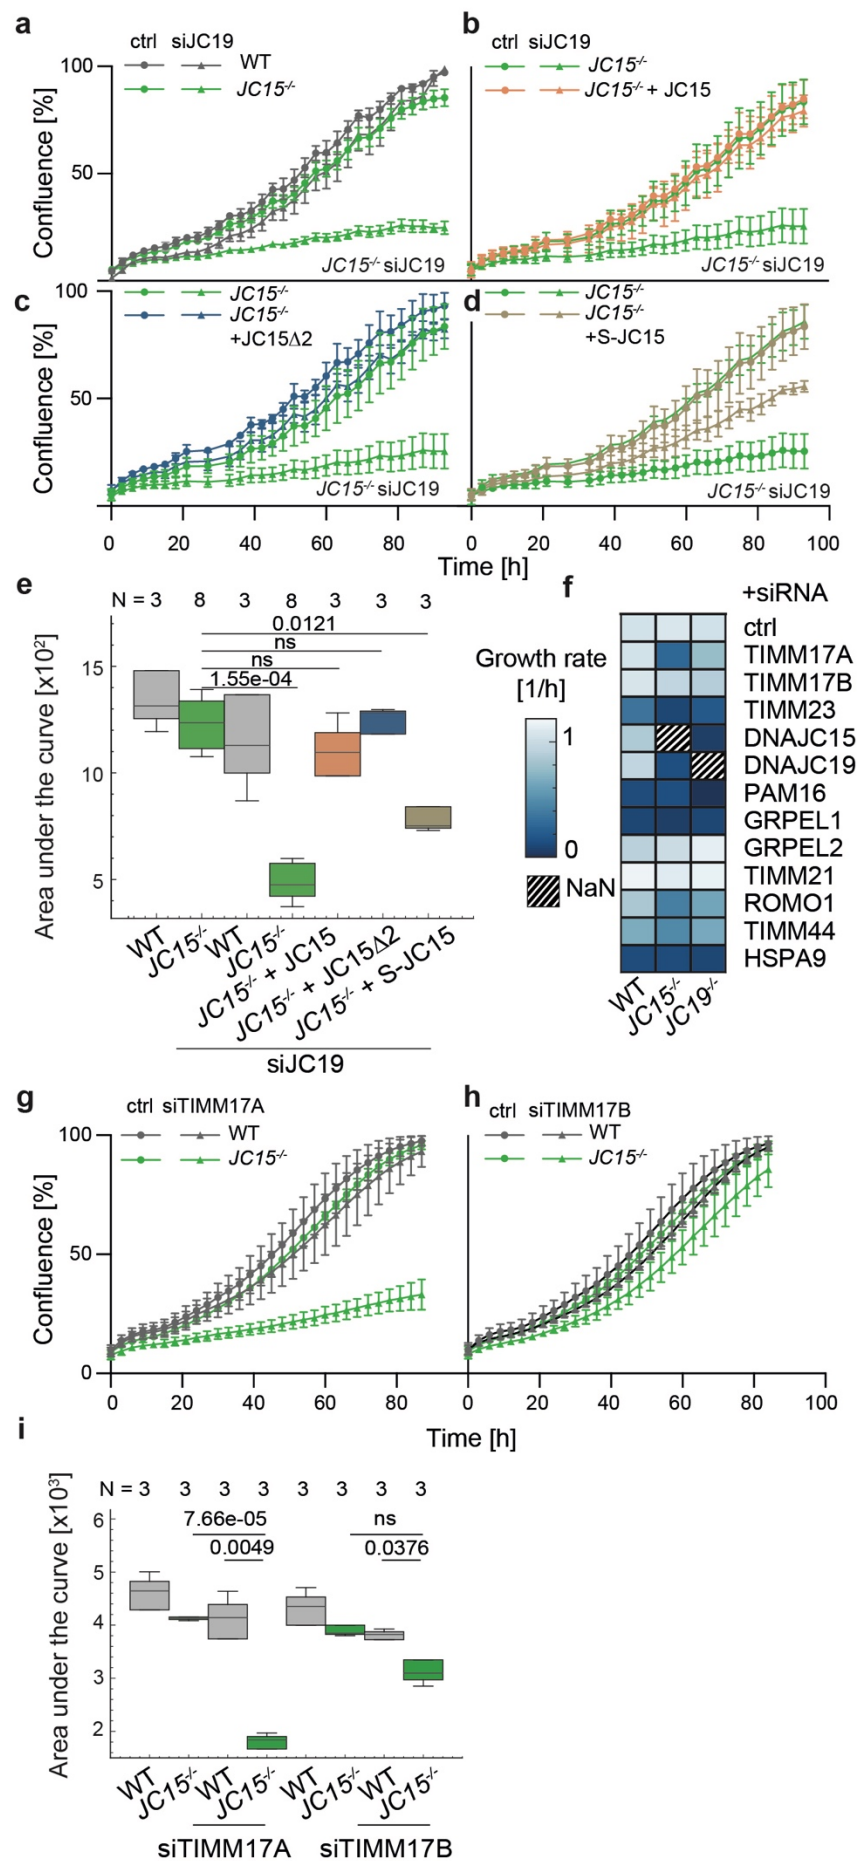 a
ctrl siJC19
WT
JC15-/-
100
50
Confluence [%]
JC15-/- siJC19
b
ctrl siJC19
JC15-/-
JC15-/- + JC15
JC15-/- siJC19
c
JC15-/-
JC15-/-
+JC15Δ2
100
50
Confluence [%]
JC15-/- siJC19
0 20 40 60 80
d
JC15-/-
JC15-/-
+S-JC15
JC15-/- siJC19
0 20 40 60 80 100
Time [h]
e
N = 3 8 3 8 3 3 3
0.0121
ns
ns
1.55e-04
15
10
5
Area under the curve [x10²]
WT
JC15-/-
WT
JC15-/-
JC15-/- + JC15
JC15-/- + JC15Δ2
JC15-/- + S-JC15
siJC19
f
+siRNA
Growth rate
[1/h]
1
0
NaN
ctrl
TIMM17A
TIMM17B
TIMM23
DNAJC15
DNAJC19
PAM16
GRPEL1
GRPEL2
TIMM21
ROMO1
TIMM44
HSPA9
WT
JC15-/-
JC19-/-
g
ctrl siTIMM17A
WT
JC15-/-
100
50
0
Confluence [%]
0 20 40 60 80
h
ctrl siTIMM17B
WT
JC15-/-
0 20 40 60 80 100
Time [h]
i
N = 3 3 3 3 3 3 3 3
7.66e-05
0.0049
ns
0.0376
6
5
4
3
2
Area under the curve [x10³]
WT
JC15-/-
WT
JC15-/-
WT
JC15-/-
WT
JC15-/-
siTIMM17A
siTIMM17B